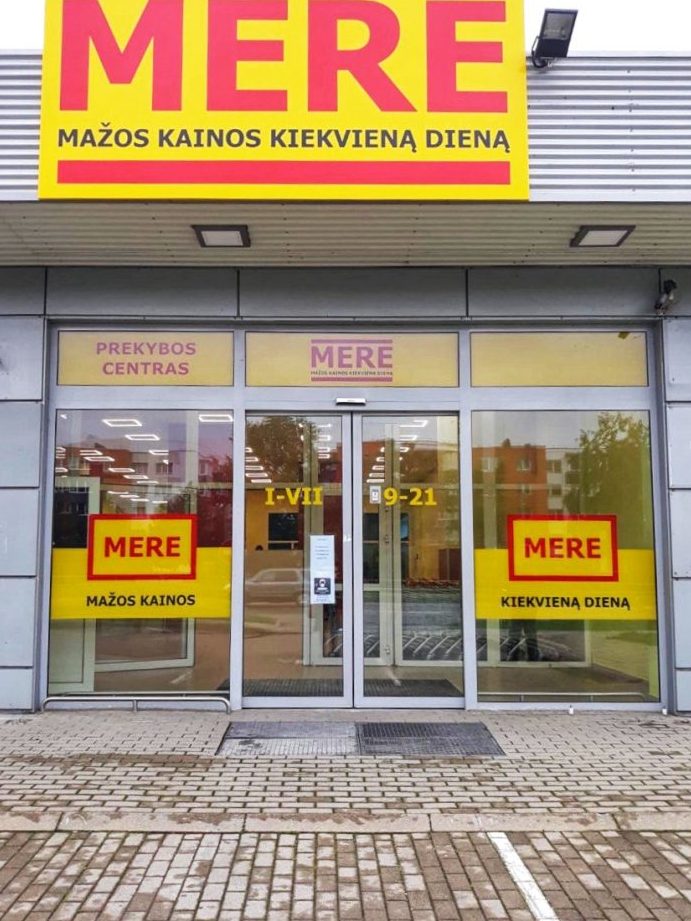 MERE
MAŽOS KAINOS KIEKVIENĄ DIENĄ
PREKYBOS
CENTRAS
MERE
MAŽOS KAINOS KIEKVIENĄ DIENĄ
I-VII 9-21
MERE
MAŽOS KAINOS
MERE
KIEKVIENĄ DIENĄ